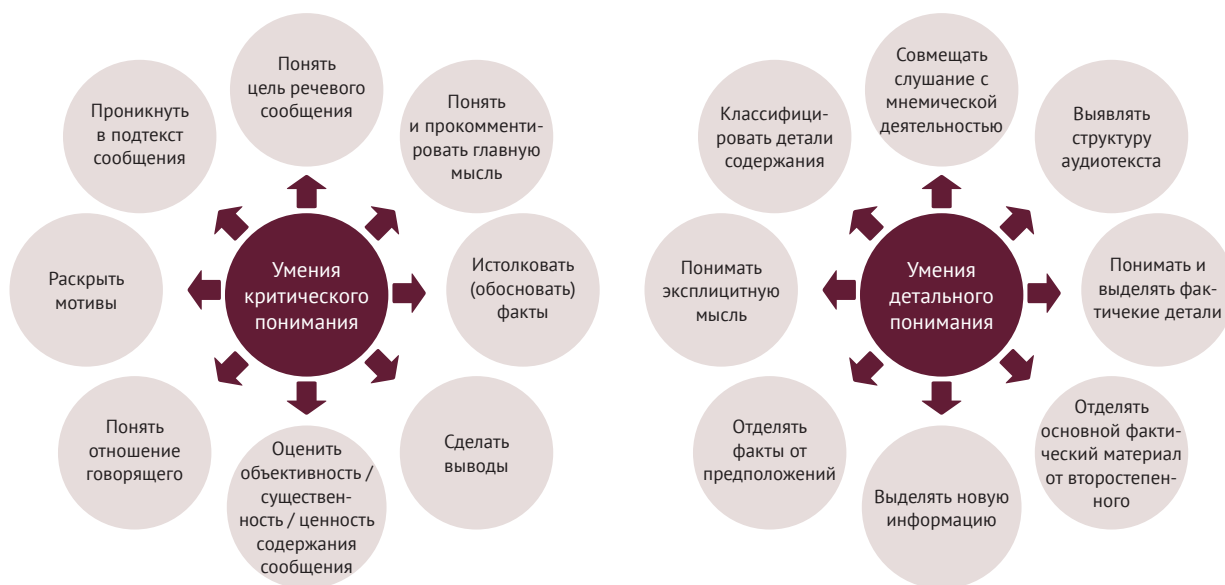 Понять
цель речевого
сообщения
Понять
и прокомменти-
ровать главную
мысль
Истолковать
(обосновать)
факты
Сделать
выводы
Оценить
объективность /
существен-
ность / ценность
содержания
сообщения
Понять
отношение
говорящего
Раскрыть
мотивы
Проникнуть
в подтекст
сообщения
Умения
критического
понимания
Совмещать
слушание с
мнемической
деятельностью
Выявлять
структуру
аудиотекста
Понимать и
выделять фак-
тичекие детали
Отделять
основной факти-
ческий материал
от второстепен-
ного
Выделять новую
информацию
Отделять
факты от
предположений
Понимать
эксплицитную
мысль
Классифици-
ровать детали
содержания
Умения
детального
понимания